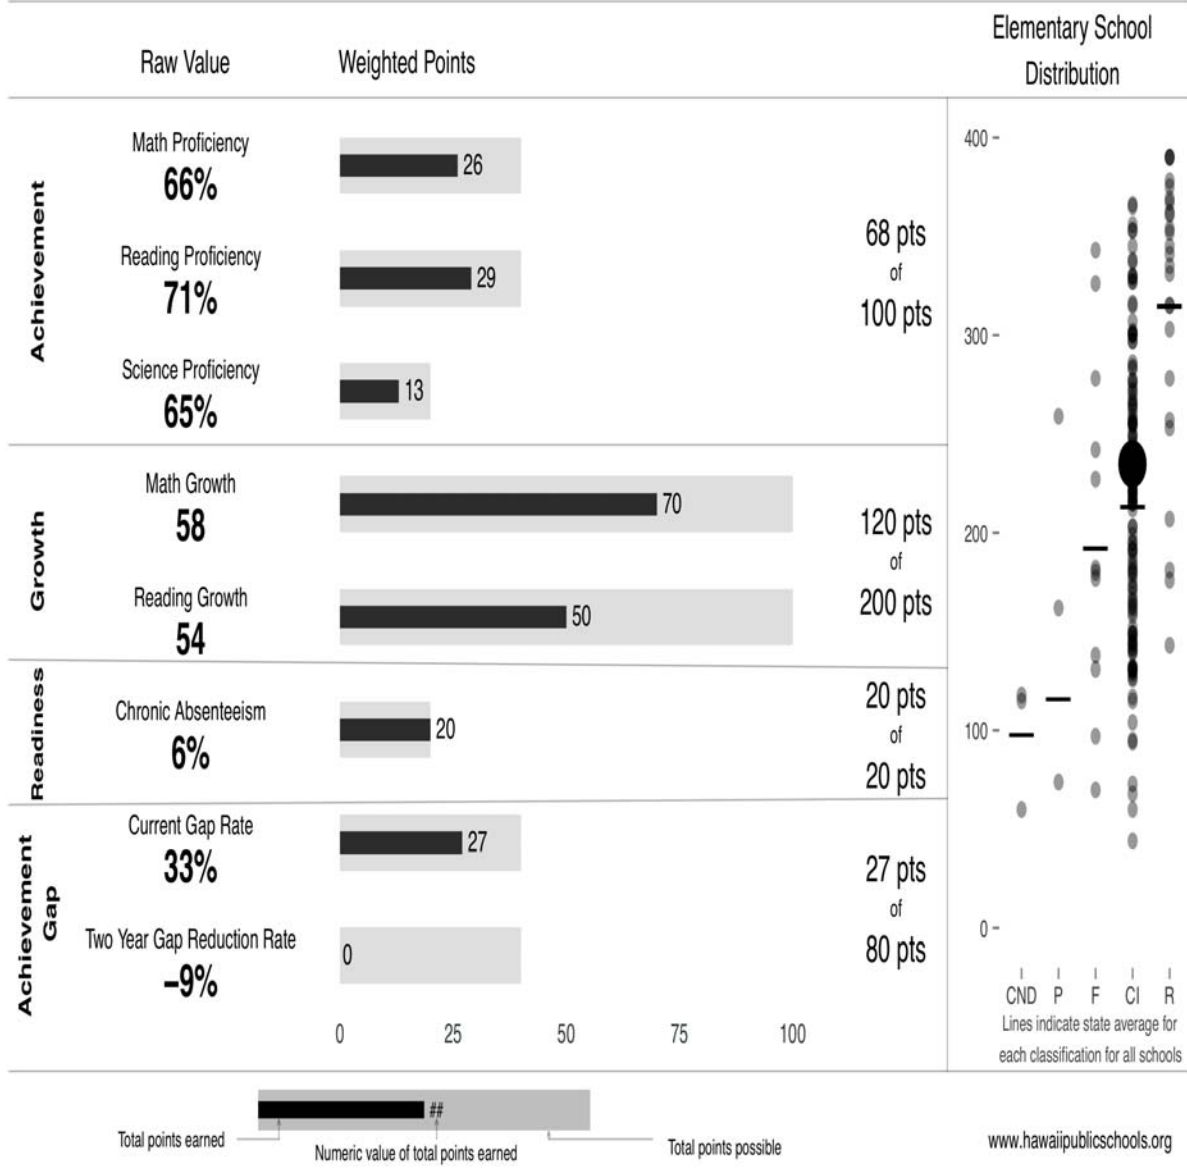 Raw Value
Weighted Points
Elementary School
Distribution
Achievement
Math Proficiency
66%
26
Reading Proficiency
71%
29
Science Proficiency
65%
13
68 pts
of
100 pts
Growth
Math Growth
58
70
Reading Growth
54
50
120 pts
of
200 pts
Readiness
Chronic Absenteeism
6%
20
20 pts
of
20 pts
Achievement
Gap
Current Gap Rate
33%
27
Two Year Gap Reduction Rate
–9%
0
27 pts
of
80 pts
0 25 50 75 100
400
300
200
100
0
CND P F CI R
Lines indicate state average for
each classification for all schools
##
Total points earned
Numeric value of total points earned
Total points possible
www.hawaiipublicschools.org